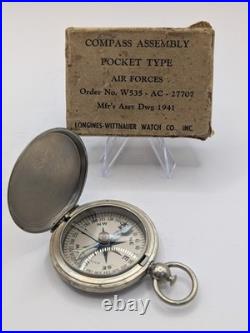 COMPASS ASSEMBLY
POCKET TYPE
AIR FORCES
Order No. W535 - AC - 27707
Mfr's Assy Dwg 1941
LONGINES-WITTNAUER WATCH CO., INC.